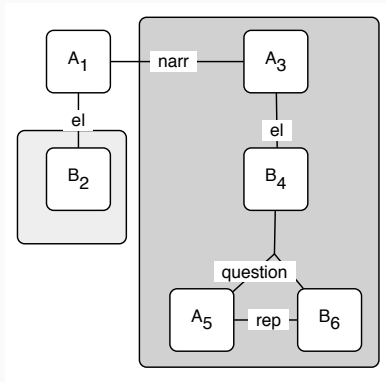 A1 narr A3
el
el
B2 B4
question
A5 rep B6